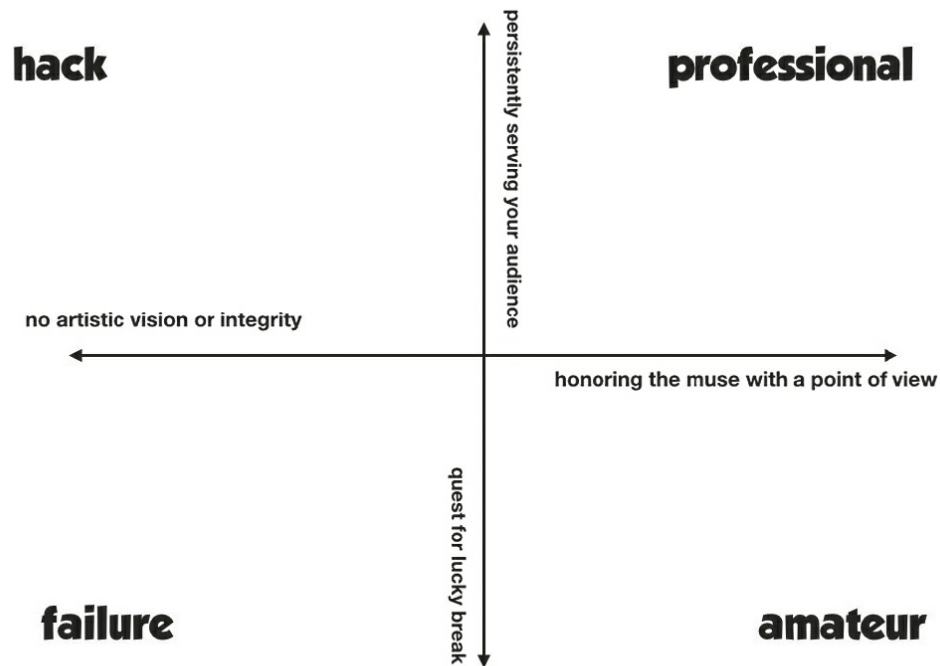 hack
professional
persistently serving your audience
no artistic vision or integrity
honoring the muse with a point of view
quest for lucky break
failure
amateur